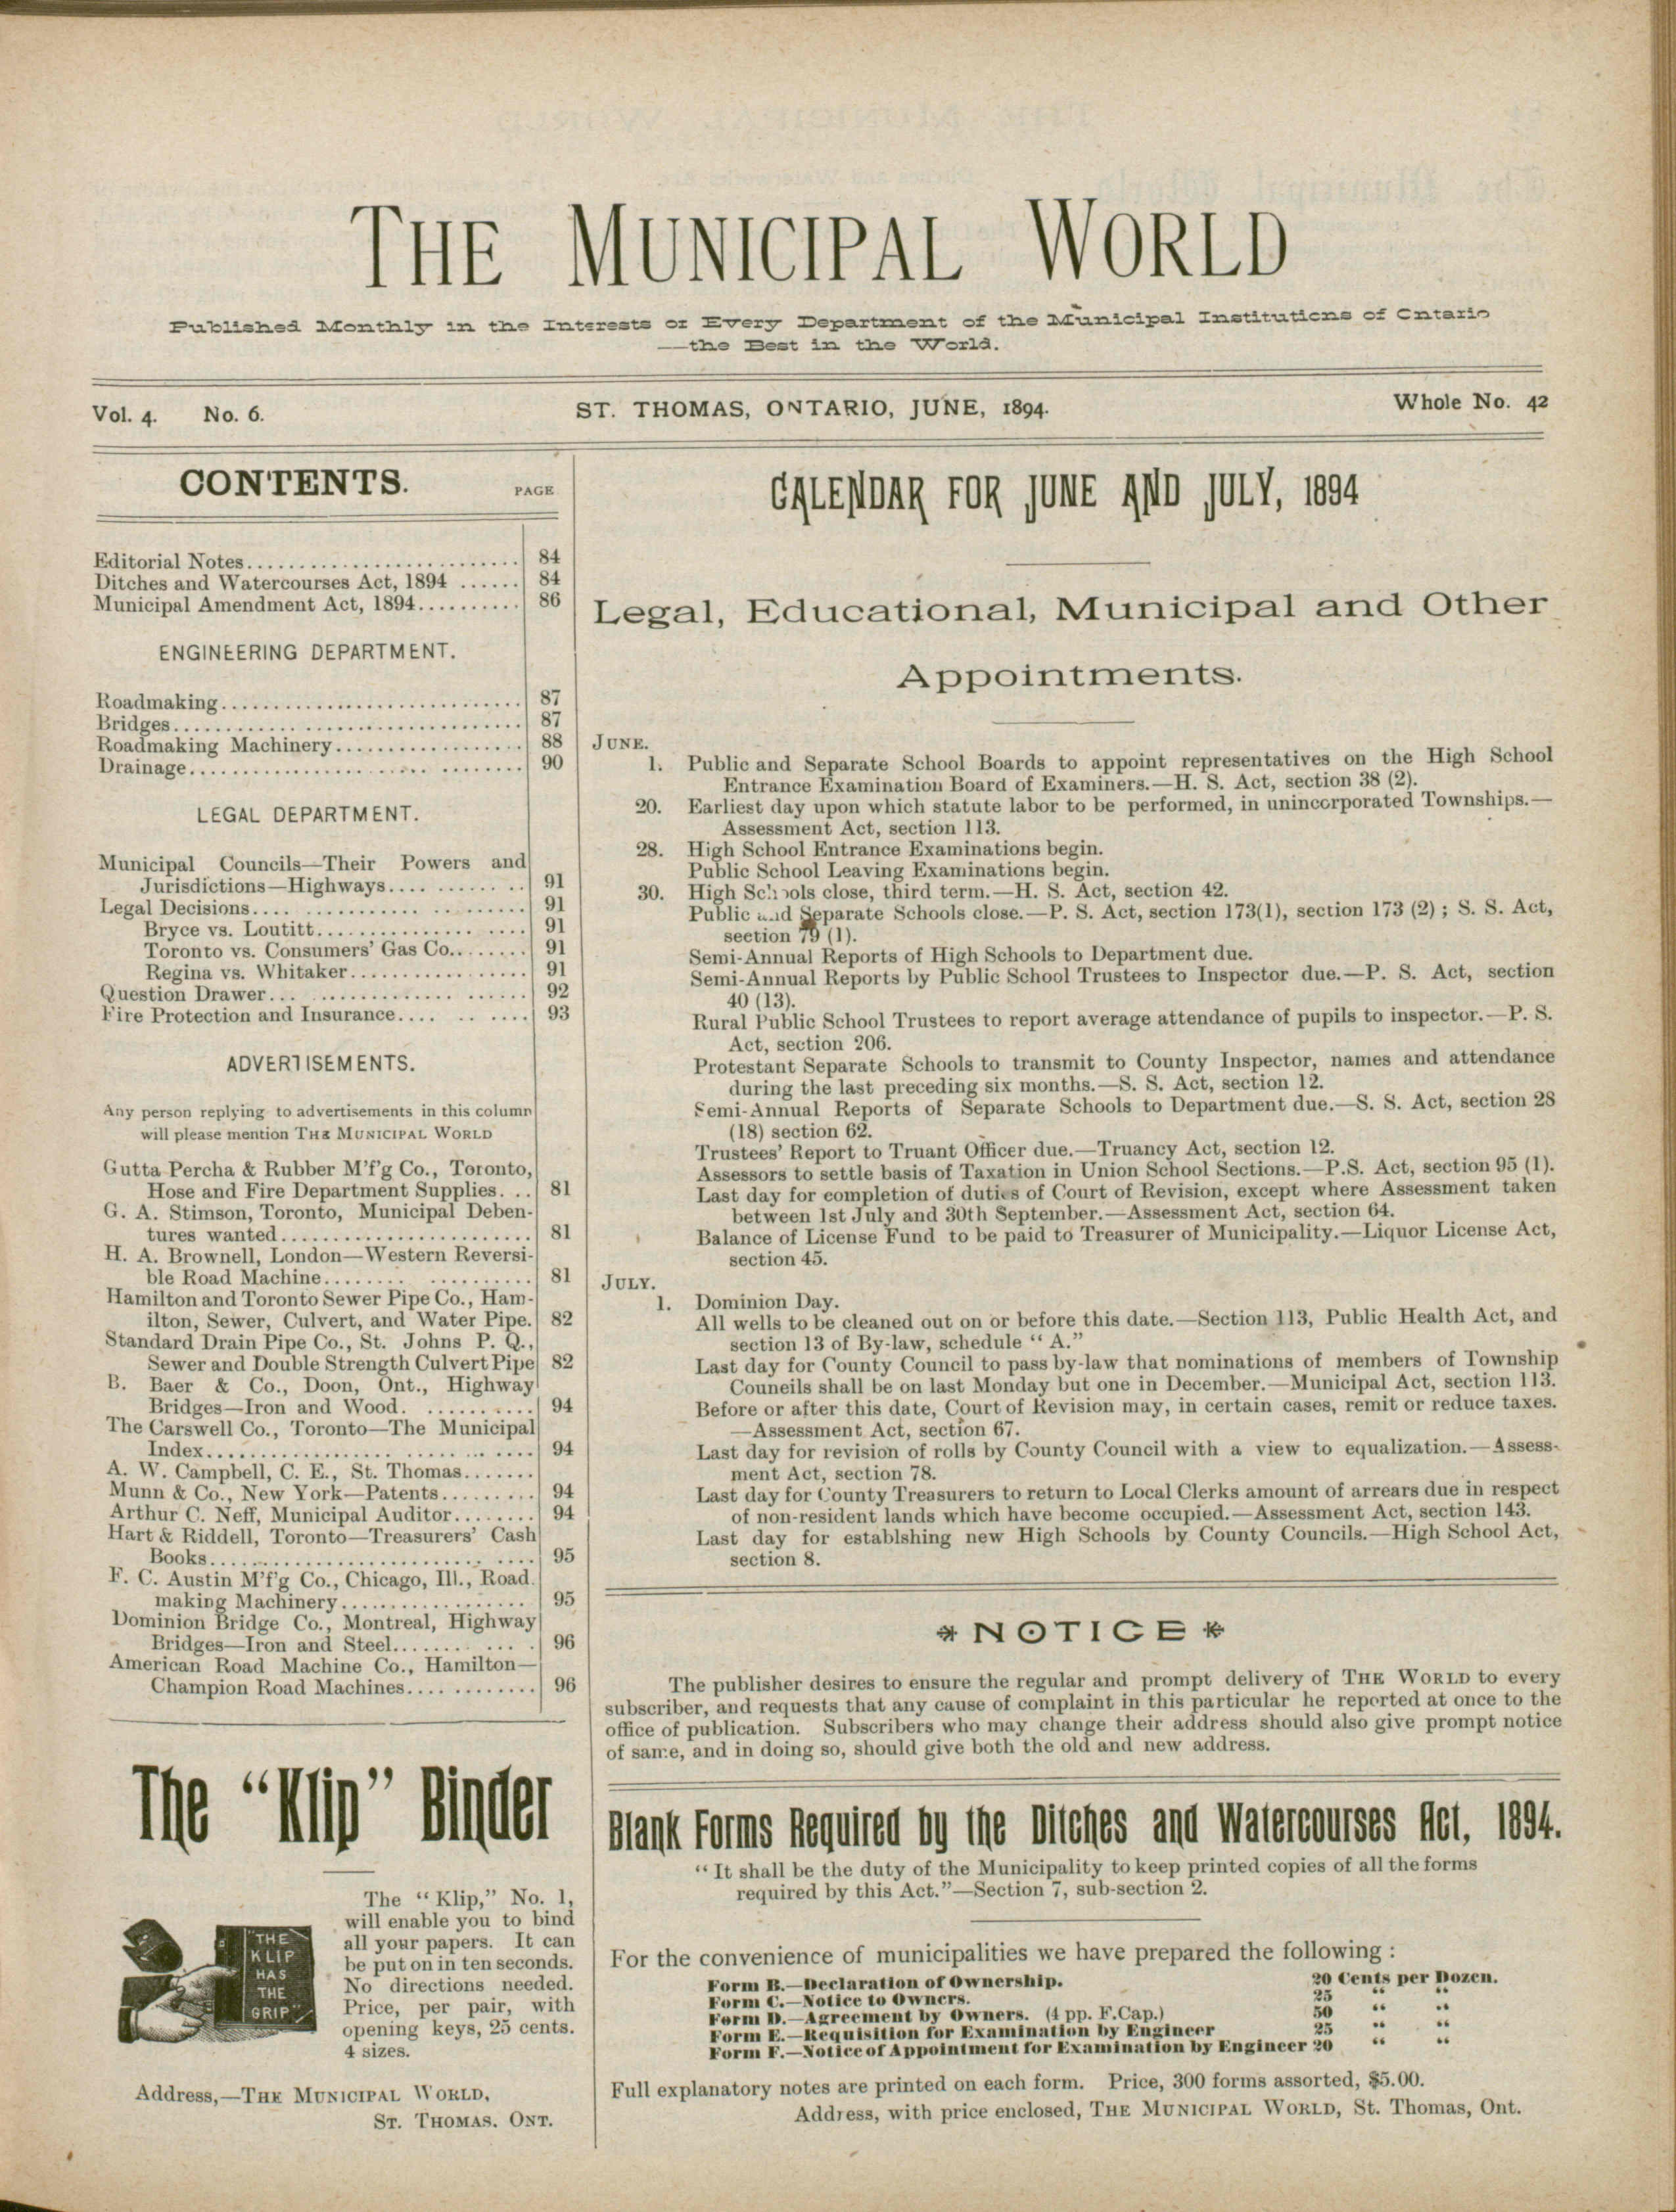 THE MUNICIPAL WORLD
Published Monthly in the Interests of Every Department of the Municipal Institutions of Ontario
—the Best in the World.
Vol. 4. No. 6.
ST. THOMAS, ONTARIO, JUNE, 1894.
Whole No. 42
CONTENTS.
PAGE
Editorial Notes.......................... 84
Ditches and Watercourses Act, 1894 ...... 84
Municipal Amendment Act, 1894.......... 86
ENGINEERING DEPARTMENT.
Roadmaking............................ 87
Bridges................................ 87
Roadmaking Machinery.................. 88
Drainage............................... 90
LEGAL DEPARTMENT.
Municipal Councils—Their Powers and
Jurisdictions—Highways.... .......... 91
Legal Decisions.... .................... 91
Bryce vs. Loutitt.................... 91
Toronto vs. Consumers' Gas Co........ 91
Regina vs. Whitaker................. 91
Question Drawer... .................... 92
Fire Protection and Insurance.... .. .... 93
ADVERTISEMENTS.
Any person replying to advertisements in this column
will please mention THE MUNICIPAL WORLD
Gutta Percha & Rubber M'f'g Co., Toronto,
Hose and Fire Department Supplies. .. 81
G. A. Stimson, Toronto, Municipal Deben-
tures wanted........................ 81
H. A. Brownell, London—Western Reversi-
ble Road Machine........ .......... 81
Hamilton and Toronto Sewer Pipe Co., Ham-
ilton, Sewer, Culvert, and Water Pipe. 82
Standard Drain Pipe Co., St. Johns P. Q.,
Sewer and Double Strength Culvert Pipe 82
B. Baer & Co., Doon, Ont., Highway
Bridges—Iron and Wood. ........... 94
The Carswell Co., Toronto—The Municipal
Index............................... 94
A. W. Campbell, C. E., St. Thomas.......
Munn & Co., New York—Patents.......... 94
Arthur C. Neff, Municipal Auditor........ 94
Hart & Riddell, Toronto—Treasurers' Cash
Books............................... 95
F. C. Austin M'f'g Co., Chicago, Ill., Road.
making Machinery.................. 95
Dominion Bridge Co., Montreal, Highway
Bridges—Iron and Steel........ ... . 96
American Road Machine Co., Hamilton—
Champion Road Machines............. 96
The "Klip" Binder
The "Klip," No. 1,
will enable you to bind
all your papers. It can
be put on in ten seconds.
No directions needed.
Price, per pair, with
opening keys, 25 cents.
4 sizes.
"THE
KLIP
HAS
THE
GRIP"
Address,—THE MUNICIPAL WORLD,
ST. THOMAS. ONT.
CALENDAR FOR JUNE AND JULY, 1894
Legal, Educational, Municipal and Other
Appointments.
JUNE.
1. Public and Separate School Boards to appoint representatives on the High School
Entrance Examination Board of Examiners.—H. S. Act, section 38 (2).
20. Earliest day upon which statute labor to be performed, in unincorporated Townships.—
Assessment Act, section 113.
28. High School Entrance Examinations begin.
Public School Leaving Examinations begin.
30. High Schools close, third term.—H. S. Act, section 42.
Public and Separate Schools close.—P. S. Act, section 173(1), section 173 (2) ; S. S. Act,
section 79 (1).
Semi-Annual Reports of High Schools to Department due.
Semi-Annual Reports by Public School Trustees to Inspector due.—P. S. Act, section
40 (13).
Rural Public School Trustees to report average attendance of pupils to inspector.—P. S.
Act, section 206.
Protestant Separate Schools to transmit to County Inspector, names and attendance
during the last preceding six months.—S. S. Act, section 12.
Semi-Annual Reports of Separate Schools to Department due.—S. S. Act, section 28
(18) section 62.
Trustees' Report to Truant Officer due.—Truancy Act, section 12.
Assessors to settle basis of Taxation in Union School Sections.—P.S. Act, section 95 (1).
Last day for completion of duties of Court of Revision, except where Assessment taken
between 1st July and 30th September.—Assessment Act, section 64.
Balance of License Fund to be paid to Treasurer of Municipality.—Liquor License Act,
section 45.
JULY.
1. Dominion Day.
All wells to be cleaned out on or before this date.—Section 113, Public Health Act, and
section 13 of By-law, schedule "A."
Last day for County Council to pass by-law that nominations of members of Township
Couneils shall be on last Monday but one in December.—Municipal Act, section 113.
Before or after this date, Court of Revision may, in certain cases, remit or reduce taxes.
—Assessment Act, section 67.
Last day for revision of rolls by County Council with a view to equalization.—Assess-
ment Act, section 78.
Last day for County Treasurers to return to Local Clerks amount of arrears due in respect
of non-resident lands which have become occupied.—Assessment Act, section 143.
Last day for establshing new High Schools by County Councils.—High School Act,
section 8.
NOTICE
The publisher desires to ensure the regular and prompt delivery of THE WORLD to every
subscriber, and requests that any cause of complaint in this particular he reported at once to the
office of publication. Subscribers who may change their address should also give prompt notice
of same, and in doing so, should give both the old and new address.
Blank Forms Required by the Ditches and Watercourses Act, 1894.
"It shall be the duty of the Municipality to keep printed copies of all the forms
required by this Act."—Section 7, sub-section 2.
For the convenience of municipalities we have prepared the following :
Form B.—Declaration of Ownership. 20 Cents per Dozen.
Form C.—Notice to Owners. 25 " "
Form D.—Agreement by Owners. (4 pp. F.Cap.) 50 " "
Form E.—Requisition for Examination by Engineer 25 " "
Form F.—Notice of Appointment for Examination by Engineer 20 " "
Full explanatory notes are printed on each form. Price, 300 forms assorted, $5.00.
Address, with price enclosed, THE MUNICIPAL WORLD, St. Thomas, Ont.